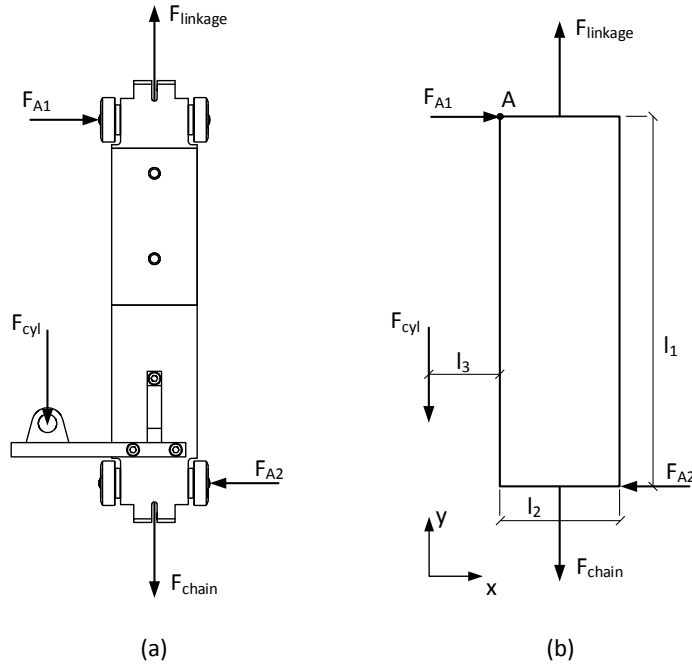 F_linkage
F_A1
F_cyl
F_A2
F_chain
(a)
F_linkage
F_A1
A
F_cyl
l_3
l_1
F_A2
l_2
y
x
F_chain
(b)